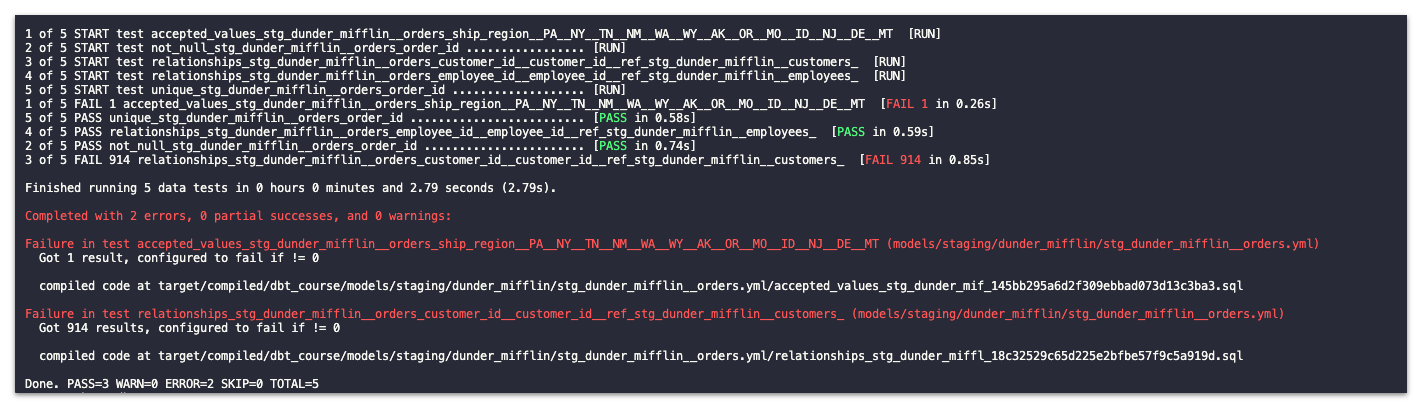 1 of 5 START test accepted_values_stg_dunder_mifflin__orders_ship_region__PA__NY__TN__NM__WA__WY__AK__OR__MO__ID__NJ__DE__MT [RUN]
2 of 5 START test not_null_stg_dunder_mifflin__orders_order_id ................. [RUN]
3 of 5 START test relationships_stg_dunder_mifflin__orders_customer_id__customer_id__ref_stg_dunder_mifflin__customers_ [RUN]
4 of 5 START test relationships_stg_dunder_mifflin__orders_employee_id__employee_id__ref_stg_dunder_mifflin__employees_ [RUN]
5 of 5 START test unique_stg_dunder_mifflin__orders_order_id ................... [RUN]
1 of 5 FAIL 1 accepted_values_stg_dunder_mifflin__orders_ship_region__PA__NY__TN__NM__WA__WY__AK__OR__MO__ID__NJ__DE__MT [FAIL 1 in 0.26s]
5 of 5 PASS unique_stg_dunder_mifflin__orders_order_id ......................... [PASS in 0.58s]
4 of 5 PASS relationships_stg_dunder_mifflin__orders_employee_id__employee_id__ref_stg_dunder_mifflin__employees_ [PASS in 0.59s]
2 of 5 PASS not_null_stg_dunder_mifflin__orders_order_id ....................... [PASS in 0.74s]
3 of 5 FAIL 914 relationships_stg_dunder_mifflin__orders_customer_id__customer_id__ref_stg_dunder_mifflin__customers_ [FAIL 914 in 0.85s]
Finished running 5 data tests in 0 hours 0 minutes and 2.79 seconds (2.79s).
Completed with 2 errors, 0 partial successes, and 0 warnings:
Failure in test accepted_values_stg_dunder_mifflin__orders_ship_region__PA__NY__TN__NM__WA__WY__AK__OR__MO__ID__NJ__DE__MT (models/staging/dunder_mifflin/stg_dunder_mifflin__orders.yml)
Got 1 result, configured to fail if != 0
compiled code at target/compiled/dbt_course/models/staging/dunder_mifflin/stg_dunder_mifflin__orders.yml/accepted_values_stg_dunder_mif_145bb295a6d2f309ebbad073d13c3ba3.sql
Failure in test relationships_stg_dunder_mifflin__orders_customer_id__customer_id__ref_stg_dunder_mifflin__customers_ (models/staging/dunder_mifflin/stg_dunder_mifflin__orders.yml)
Got 914 results, configured to fail if != 0
compiled code at target/compiled/dbt_course/models/staging/dunder_mifflin/stg_dunder_mifflin__orders.yml/relationships_stg_dunder_miffl_18c32529c65d225e2bfbe57f9c5a919d.sql
Done. PASS=3 WARN=0 ERROR=2 SKIP=0 TOTAL=5